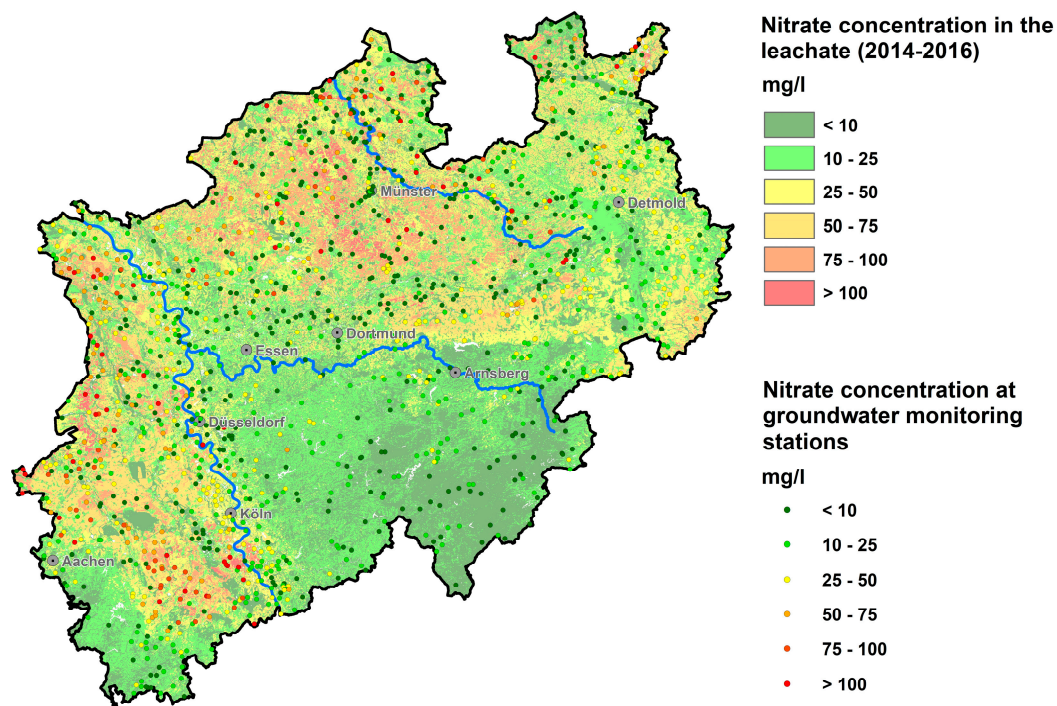 Nitrate concentration in the
leachate (2014-2016)
mg/l
< 10
10 - 25
25 - 50
50 - 75
75 - 100
> 100
Münster
Detmold
Dortmund
Essen
Arnsberg
Düsseldorf
Köln
Aachen
Nitrate concentration at
groundwater monitoring
stations
mg/l
< 10
10 - 25
25 - 50
50 - 75
75 - 100
> 100